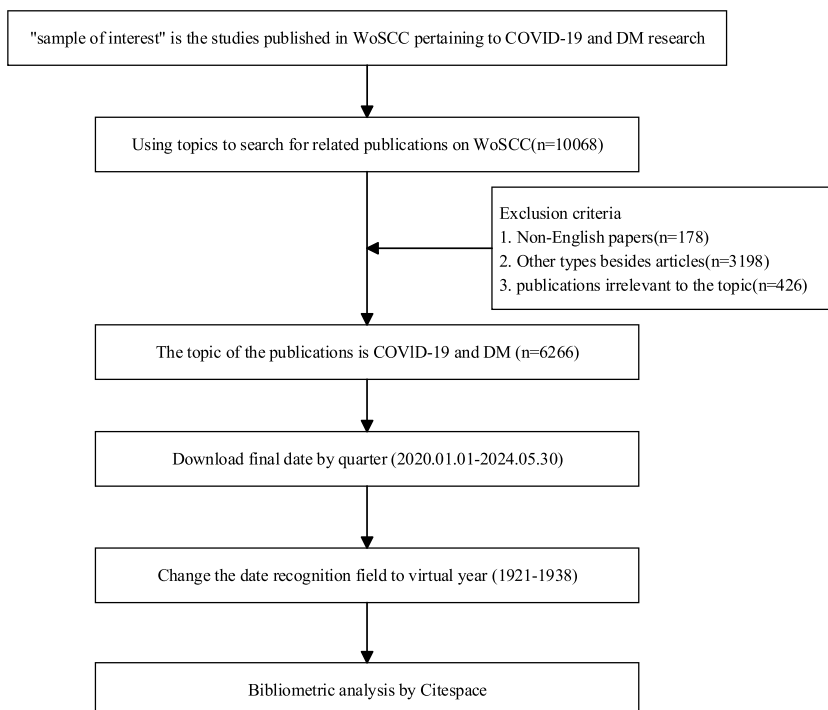 "sample of interest" is the studies published in WoSCC pertaining to COVID-19 and DM research
Using topics to search for related publications on WoSCC(n=10068)
Exclusion criteria
1. Non-English papers(n=178)
2. Other types besides articles(n=3198)
3. publications irrelevant to the topic(n=426)
The topic of the publications is COVlD-19 and DM (n=6266)
Download final date by quarter (2020.01.01-2024.05.30)
Change the date recognition field to virtual year (1921-1938)
Bibliometric analysis by Citespace